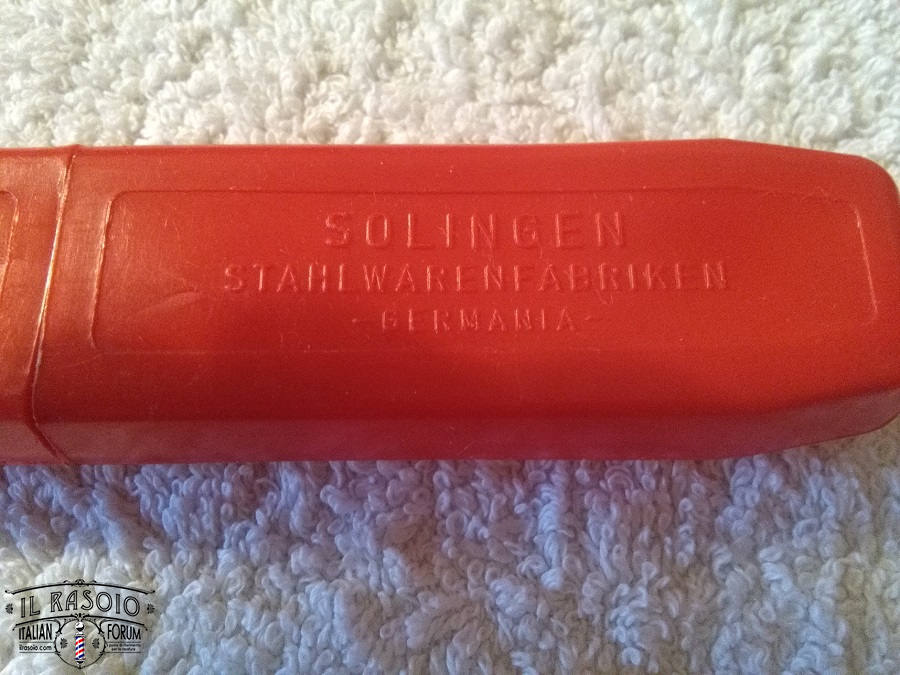 SOLINGEN
STAHLWARENFABRIKEN
- GERMANIA -
IL RASOIO
ITALIAN FORUM
ilrasoio.com